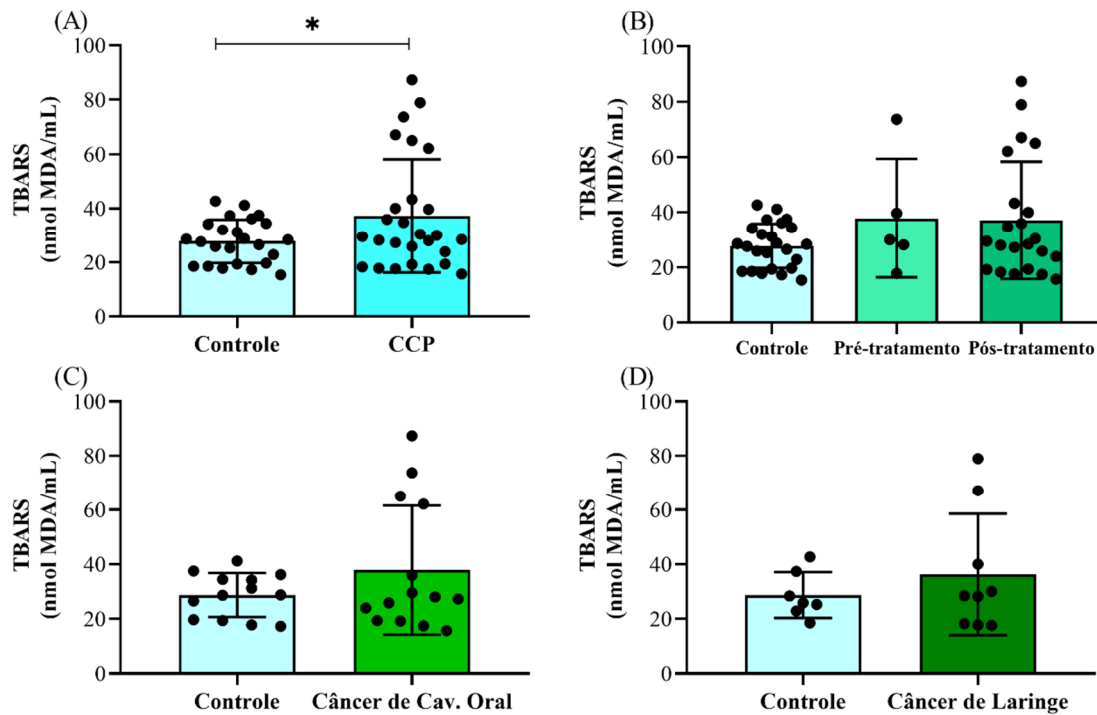 (A)
*
TBARS
(nmol MDA/mL)
100
80
60
40
20
0
Controle
CCP
(B)
TBARS
(nmol MDA/mL)
100
80
60
40
20
0
Controle
Pré-tratamento
Pós-tratamento
(C)
TBARS
(nmol MDA/mL)
100
80
60
40
20
0
Controle
Câncer de Cav. Oral
(D)
TBARS
(nmol MDA/mL)
100
80
60
40
20
0
Controle
Câncer de Laringe